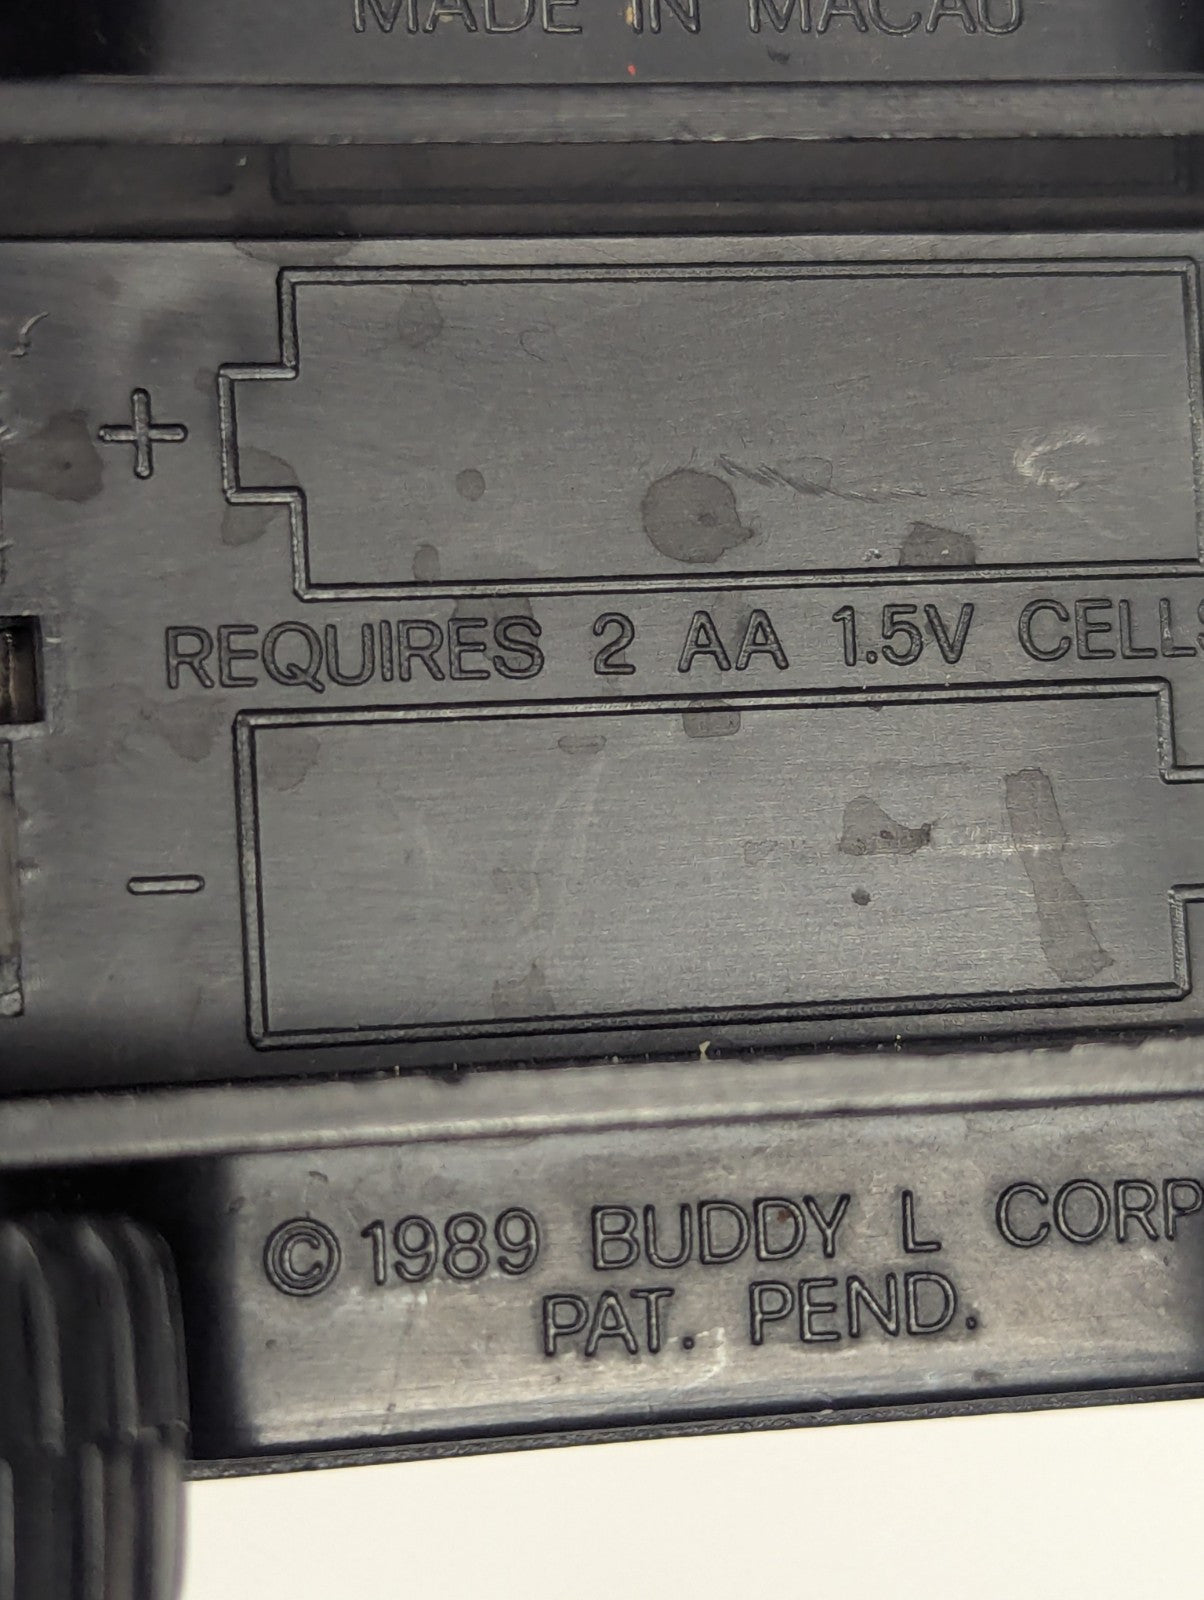 MADE IN MACAU
+
REQUIRES 2 AA 1.5V CELLS
−
© 1989 BUDDY L CORP
PAT. PEND.